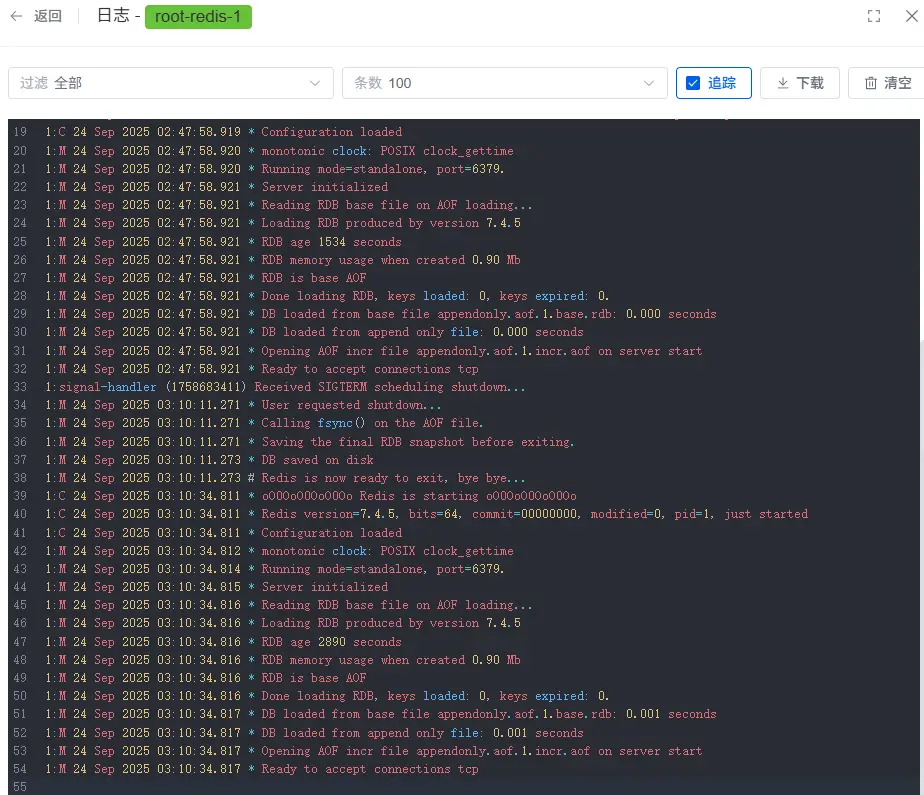 返回 日志 - root-redis-1
过滤 全部 条数 100 追踪 下载 清空
19 1:C 24 Sep 2025 02:47:58.919 * Configuration loaded
20 1:M 24 Sep 2025 02:47:58.920 * monotonic clock: POSIX clock_gettime
21 1:M 24 Sep 2025 02:47:58.920 * Running mode=standalone, port=6379.
22 1:M 24 Sep 2025 02:47:58.921 * Server initialized
23 1:M 24 Sep 2025 02:47:58.921 * Reading RDB base file on AOF loading...
24 1:M 24 Sep 2025 02:47:58.921 * Loading RDB produced by version 7.4.5
25 1:M 24 Sep 2025 02:47:58.921 * RDB age 1534 seconds
26 1:M 24 Sep 2025 02:47:58.921 * RDB memory usage when created 0.90 Mb
27 1:M 24 Sep 2025 02:47:58.921 * RDB is base AOF
28 1:M 24 Sep 2025 02:47:58.921 * Done loading RDB, keys loaded: 0, keys expired: 0.
29 1:M 24 Sep 2025 02:47:58.921 * DB loaded from base file appendonly.aof.1.base.rdb: 0.000 seconds
30 1:M 24 Sep 2025 02:47:58.921 * DB loaded from append only file: 0.000 seconds
31 1:M 24 Sep 2025 02:47:58.921 * Opening AOF incr file appendonly.aof.1.incr.aof on server start
32 1:M 24 Sep 2025 02:47:58.921 * Ready to accept connections tcp
33 1:signal-handler (1758683411) Received SIGTERM scheduling shutdown...
34 1:M 24 Sep 2025 03:10:11.271 * User requested shutdown...
35 1:M 24 Sep 2025 03:10:11.271 * Calling fsync() on the AOF file.
36 1:M 24 Sep 2025 03:10:11.271 * Saving the final RDB snapshot before exiting.
37 1:M 24 Sep 2025 03:10:11.273 * DB saved on disk
38 1:M 24 Sep 2025 03:10:11.273 # Redis is now ready to exit, bye bye...
39 1:C 24 Sep 2025 03:10:34.811 * oO0OoO0OoO0Oo Redis is starting oO0OoO0OoO0Oo
40 1:C 24 Sep 2025 03:10:34.811 * Redis version=7.4.5, bits=64, commit=00000000, modified=0, pid=1, just started
41 1:C 24 Sep 2025 03:10:34.811 * Configuration loaded
42 1:M 24 Sep 2025 03:10:34.812 * monotonic clock: POSIX clock_gettime
43 1:M 24 Sep 2025 03:10:34.814 * Running mode=standalone, port=6379.
44 1:M 24 Sep 2025 03:10:34.815 * Server initialized
45 1:M 24 Sep 2025 03:10:34.816 * Reading RDB base file on AOF loading...
46 1:M 24 Sep 2025 03:10:34.816 * Loading RDB produced by version 7.4.5
47 1:M 24 Sep 2025 03:10:34.816 * RDB age 2890 seconds
48 1:M 24 Sep 2025 03:10:34.816 * RDB memory usage when created 0.90 Mb
49 1:M 24 Sep 2025 03:10:34.816 * RDB is base AOF
50 1:M 24 Sep 2025 03:10:34.816 * Done loading RDB, keys loaded: 0, keys expired: 0.
51 1:M 24 Sep 2025 03:10:34.817 * DB loaded from base file appendonly.aof.1.base.rdb: 0.001 seconds
52 1:M 24 Sep 2025 03:10:34.817 * DB loaded from append only file: 0.001 seconds
53 1:M 24 Sep 2025 03:10:34.817 * Opening AOF incr file appendonly.aof.1.incr.aof on server start
54 1:M 24 Sep 2025 03:10:34.817 * Ready to accept connections tcp
55